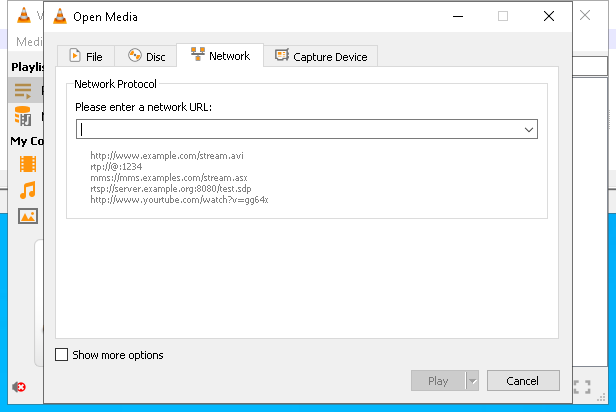 Open Media
V
Medi
Playlis
P
M
My Co
File
Disc
Network
Capture Device
Network Protocol
Please enter a network URL:
http://www.example.com/stream.avi
rtp://@:1234
mms://mms.examples.com/stream.asx
rtsp://server.example.org:8080/test.sdp
http://www.yourtube.com/watch?v=gg64x
Show more options
Play
Cancel